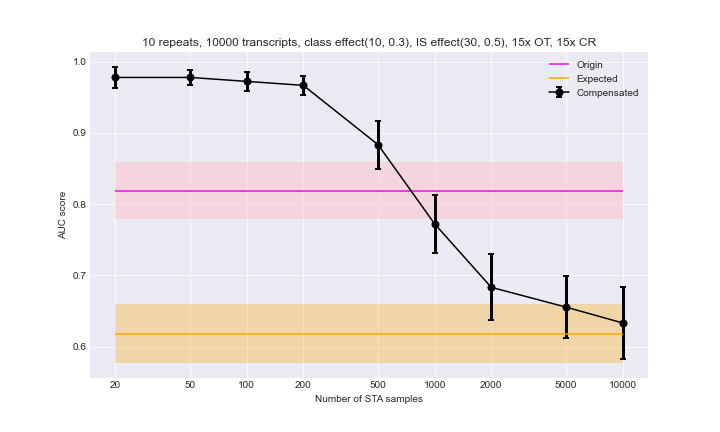 10 repeats, 10000 transcripts, class effect(10, 0.3), IS effect(30, 0.5), 15x OT, 15x CR
1.0
0.9
0.8
0.7
0.6
AUC score
Origin
Expected
Compensated
20 50 100 200 500 1000 2000 5000 10000
Number of STA samples